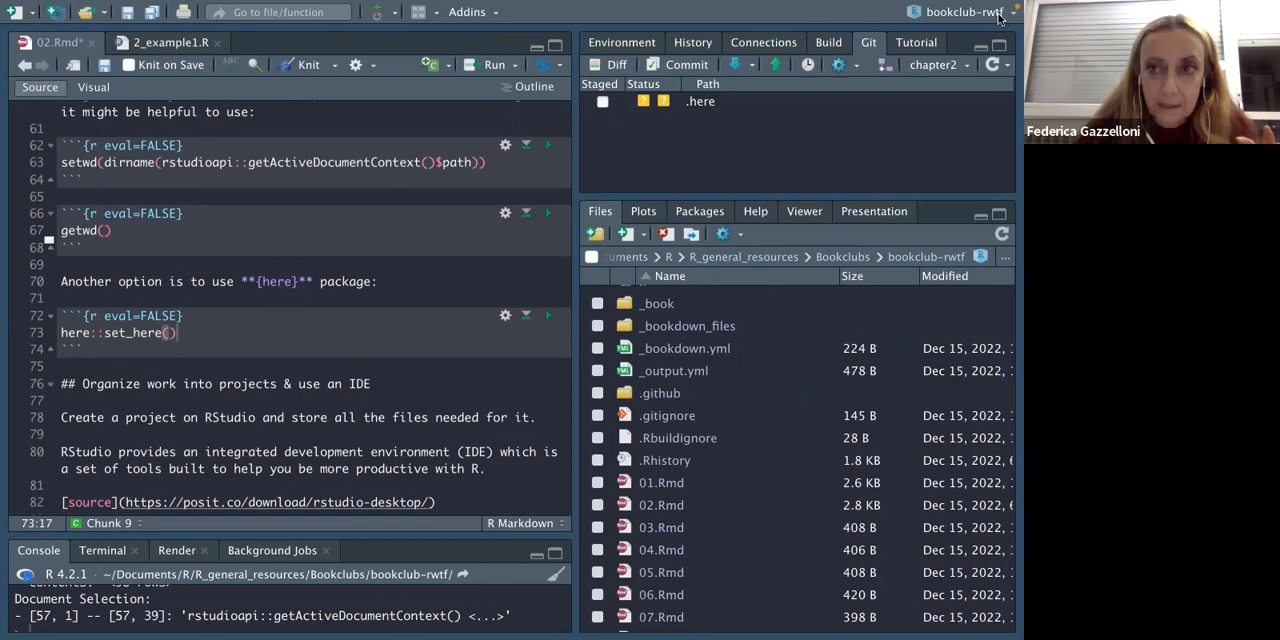 Go to file/function
Addins
bookclub-rwtf
02.Rmd*
2_example1.R
Knit on Save
ABC
Knit
Run
Source
Visual
Outline
it might be helpful to use:
61
62 ```{r eval=FALSE}
63 setwd(dirname(rstudioapi::getActiveDocumentContext()$path))
64 ```
65
66 ```{r eval=FALSE}
67 getwd()
68 ```
69
70 Another option is to use **{here}** package:
71
72 ```{r eval=FALSE}
73 here::set_here()
74 ```
75
76 ## Organize work into projects & use an IDE
77
78 Create a project on RStudio and store all the files needed for it.
79
80 RStudio provides an integrated development environment (IDE) which is
a set of tools built to help you be more productive with R.
81
82 [source](https://posit.co/download/rstudio-desktop/)
73:17
Chunk 9
R Markdown
Console
Terminal
Render
Background Jobs
R 4.2.1 · ~/Documents/R/R_general_resources/Bookclubs/bookclub-rwtf/
Document Selection:
- [57, 1] -- [57, 39]: 'rstudioapi::getActiveDocumentContext() <...>'
Environment
History
Connections
Build
Git
Tutorial
Diff
Commit
chapter2
Staged
Status
Path
.here
Files
Plots
Packages
Help
Viewer
Presentation
cuments > R > R_general_resources > Bookclubs > bookclub-rwtf
Name
Size
Modified
_book
_bookdown_files
_bookdown.yml 224 B Dec 15, 2022,
_output.yml 478 B Dec 15, 2022,
.github
.gitignore 145 B Dec 15, 2022,
.Rbuildignore 28 B Dec 15, 2022,
.Rhistory 1.8 KB Dec 15, 2022,
01.Rmd 2.6 KB Dec 15, 2022,
02.Rmd 2.8 KB Dec 15, 2022,
03.Rmd 408 B Dec 15, 2022,
04.Rmd 406 B Dec 15, 2022,
05.Rmd 408 B Dec 15, 2022,
06.Rmd 420 B Dec 15, 2022,
07.Rmd 398 B Dec 15, 2022,
Federica Gazzelloni